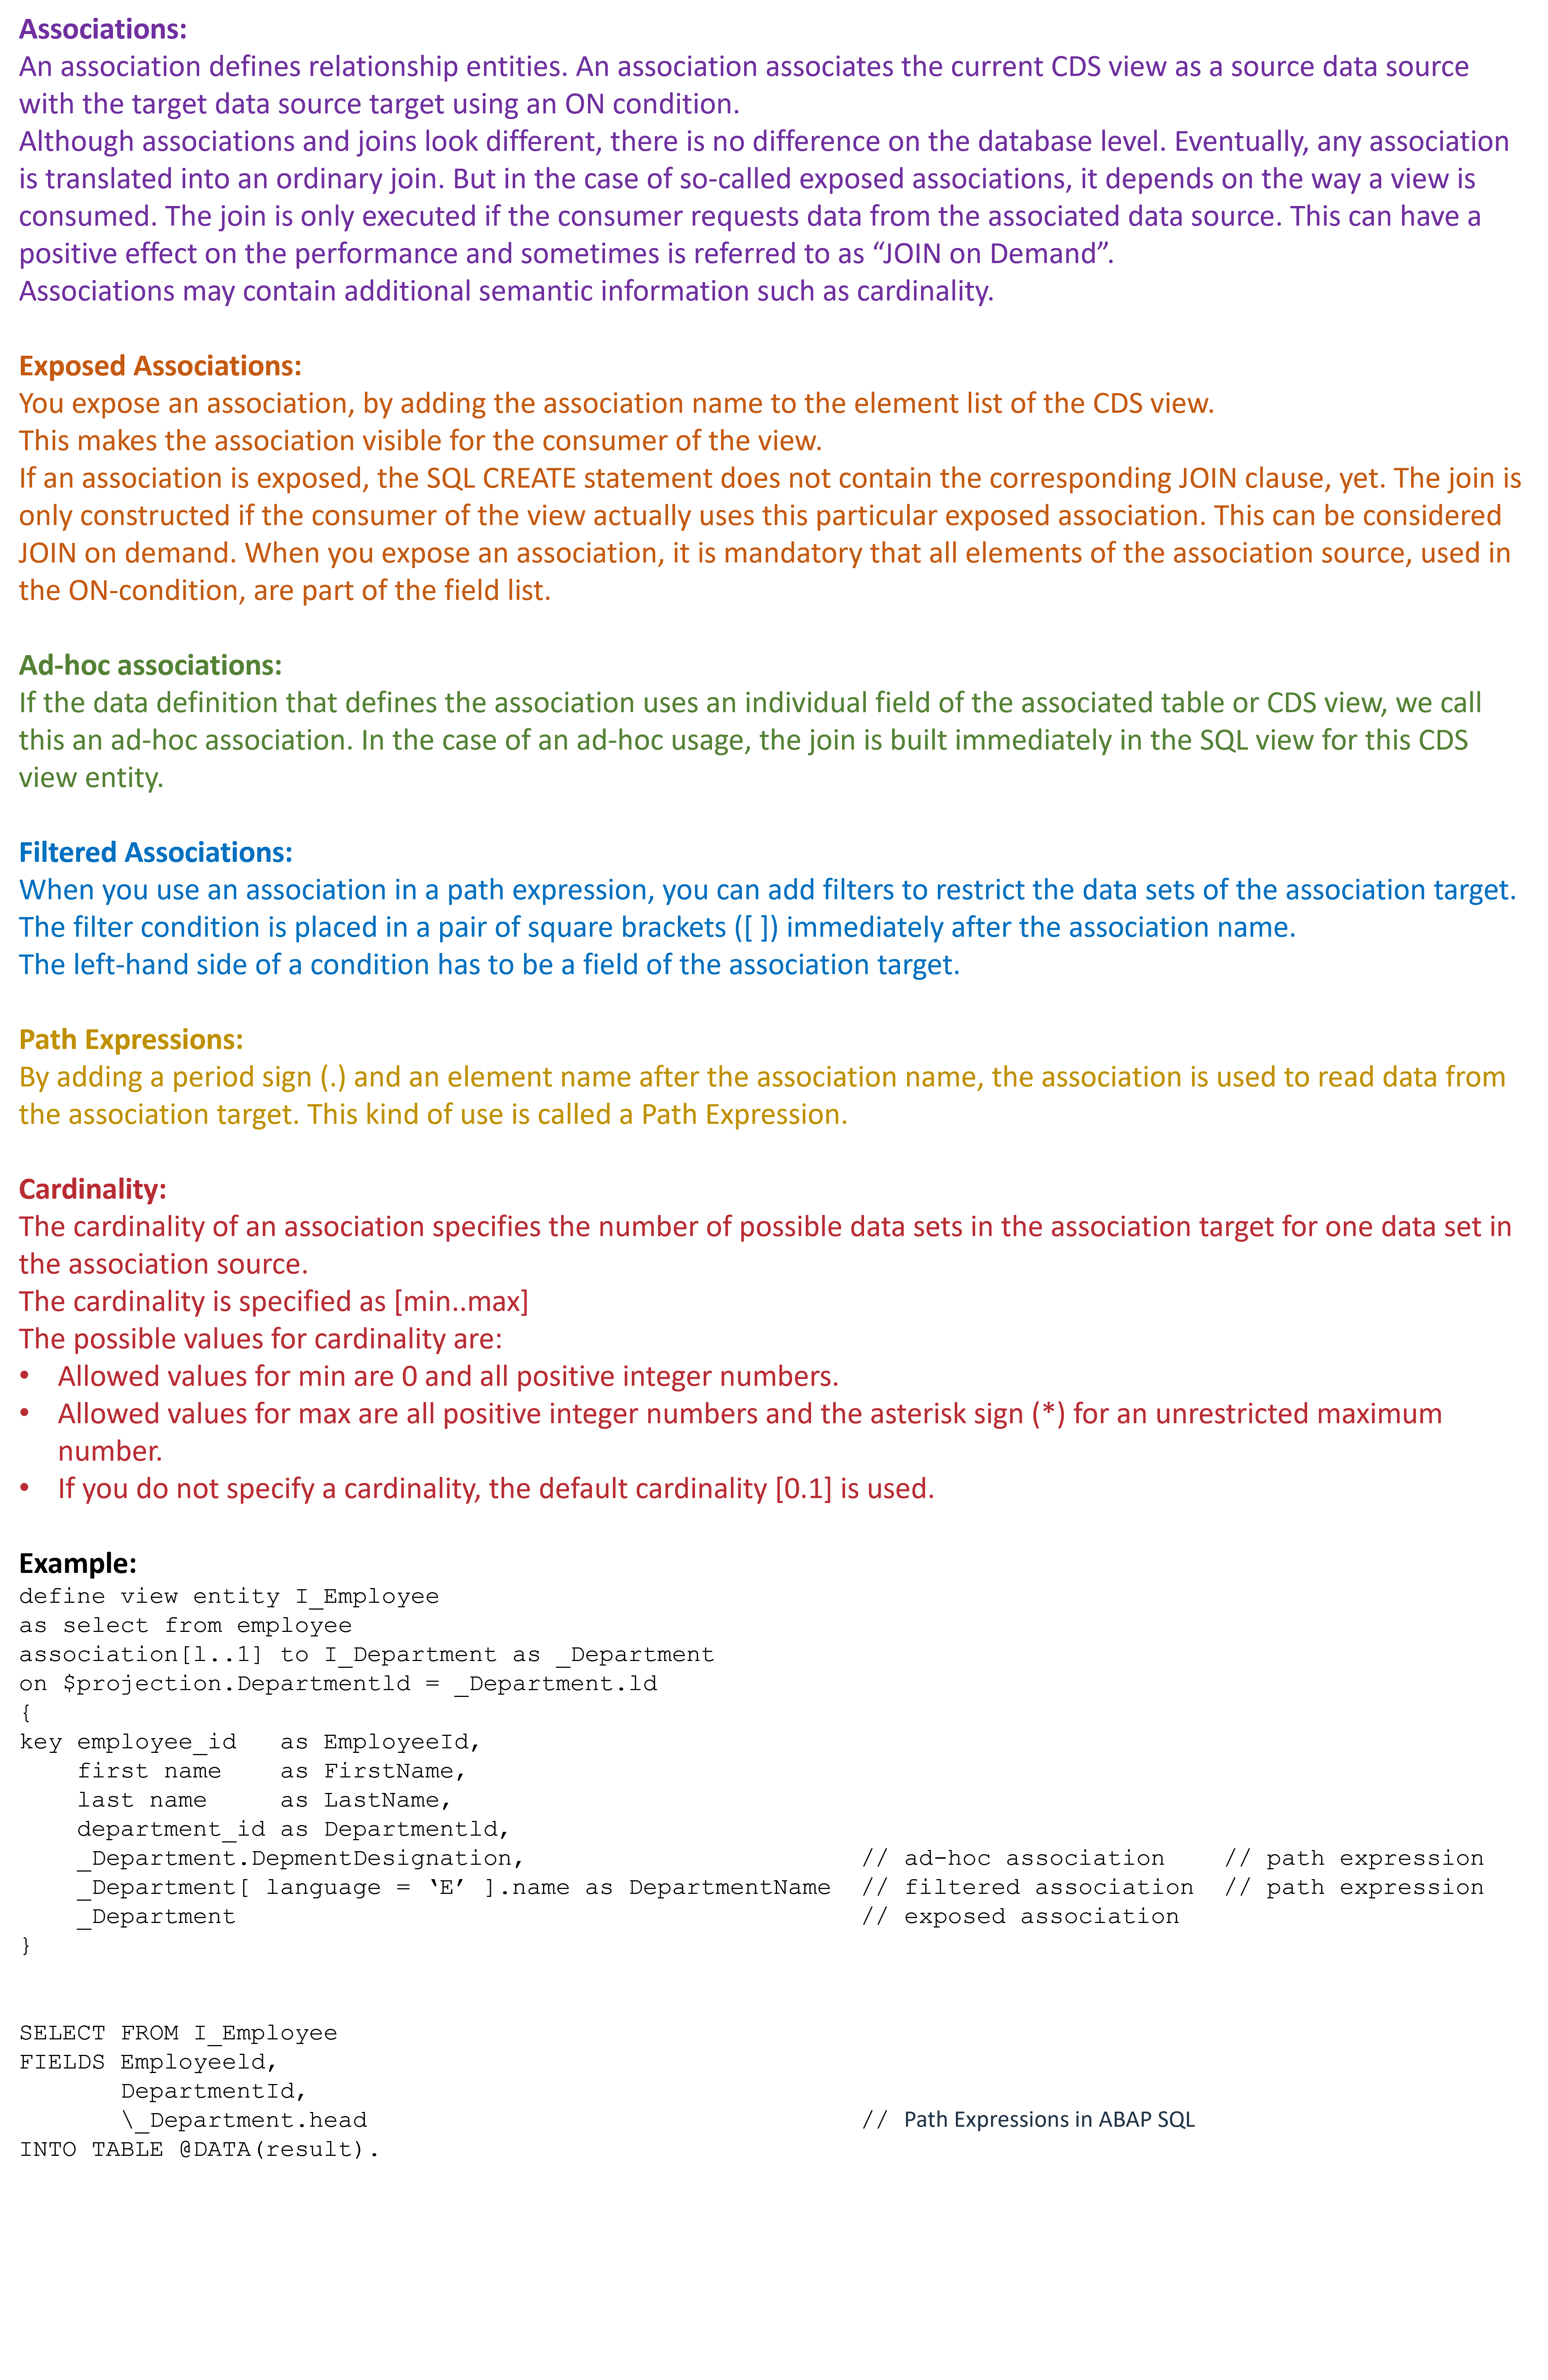 Associations:
An association defines relationship entities. An association associates the current CDS view as a source data source
with the target data source target using an ON condition.
Although associations and joins look different, there is no difference on the database level. Eventually, any association
is translated into an ordinary join. But in the case of so-called exposed associations, it depends on the way a view is
consumed. The join is only executed if the consumer requests data from the associated data source. This can have a
positive effect on the performance and sometimes is referred to as “JOIN on Demand”.
Associations may contain additional semantic information such as cardinality.
Exposed Associations:
You expose an association, by adding the association name to the element list of the CDS view.
This makes the association visible for the consumer of the view.
If an association is exposed, the SQL CREATE statement does not contain the corresponding JOIN clause, yet. The join is
only constructed if the consumer of the view actually uses this particular exposed association. This can be considered
JOIN on demand. When you expose an association, it is mandatory that all elements of the association source, used in
the ON-condition, are part of the field list.
Ad-hoc associations:
If the data definition that defines the association uses an individual field of the associated table or CDS view, we call
this an ad-hoc association. In the case of an ad-hoc usage, the join is built immediately in the SQL view for this CDS
view entity.
Filtered Associations:
When you use an association in a path expression, you can add filters to restrict the data sets of the association target.
The filter condition is placed in a pair of square brackets ([ ]) immediately after the association name.
The left-hand side of a condition has to be a field of the association target.
Path Expressions:
By adding a period sign (.) and an element name after the association name, the association is used to read data from
the association target. This kind of use is called a Path Expression.
Cardinality:
The cardinality of an association specifies the number of possible data sets in the association target for one data set in
the association source.
The cardinality is specified as [min..max]
The possible values for cardinality are:
• Allowed values for min are 0 and all positive integer numbers.
• Allowed values for max are all positive integer numbers and the asterisk sign (*) for an unrestricted maximum
number.
• If you do not specify a cardinality, the default cardinality [0.1] is used.
Example:
define view entity I_Employee
as select from employee
association[l..1] to I_Department as _Department
on $projection.Departmentld = _Department.ld
{
key employee_id   as EmployeeId,
    first name    as FirstName,
    last name     as LastName,
    department_id as Departmentld,
    _Department.DepmentDesignation,                       // ad-hoc association    // path expression
    _Department[ language = ‘E’ ].name as DepartmentName  // filtered association  // path expression
    _Department                                           // exposed association
}
SELECT FROM I_Employee
FIELDS Employeeld,
       DepartmentId,
       \_Department.head                                  // Path Expressions in ABAP SQL
INTO TABLE @DATA(result).